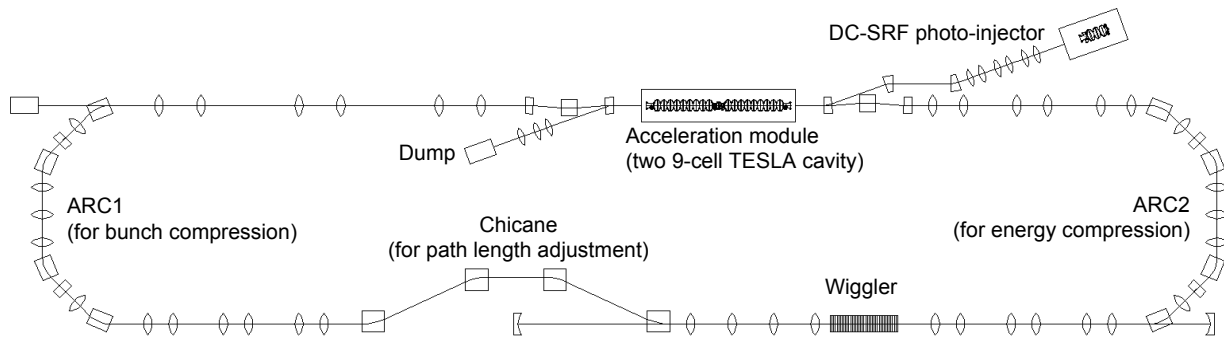 DC-SRF photo-injector
Acceleration module
(two 9-cell TESLA cavity)
Dump
ARC1
(for bunch compression)
Chicane
(for path length adjustment)
ARC2
(for energy compression)
Wiggler